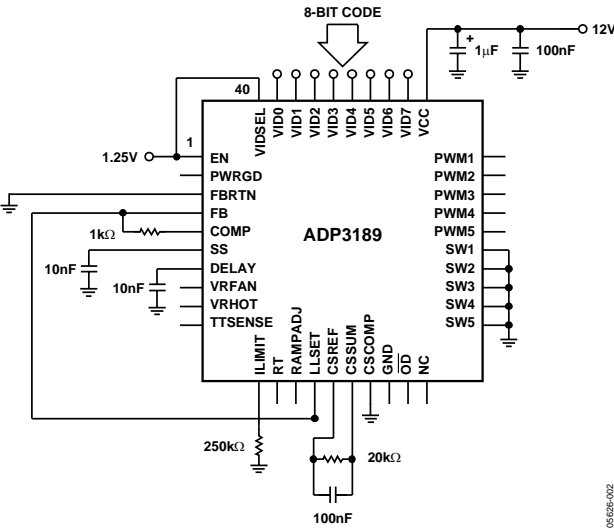 8-BIT CODE
12V
+
1µF
100nF
40
VIDSEL
VID0
VID1
VID2
VID3
VID4
VID5
VID6
VID7
VCC
1
1.25V
EN
PWRGD
FBRTN
FB
COMP
SS
DELAY
VRFAN
VRHOT
TTSENSE
1kΩ
10nF
10nF
ADP3189
PWM1
PWM2
PWM3
PWM4
PWM5
SW1
SW2
SW3
SW4
SW5
ILIMIT
RT
RAMPADJ
LLSET
CSREF
CSSUM
CSCOMP
GND
OD
NC
250kΩ
20kΩ
100nF
05626-002